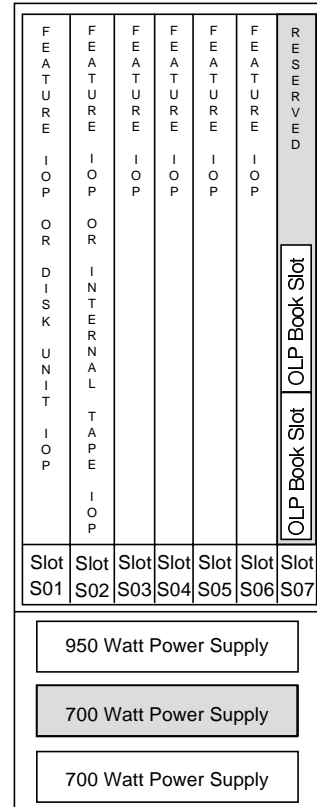 FEATURE IOP OR DISK UNIT IOP
FEATURE IOP OR INTERNAL TAPE IOP
FEATURE IOP
FEATURE IOP
FEATURE IOP
FEATURE IOP
RESERVED
OLP Book Slot
OLP Book Slot
Slot S01
Slot S02
Slot S03
Slot S04
Slot S05
Slot S06
Slot S07
950 Watt Power Supply
700 Watt Power Supply
700 Watt Power Supply